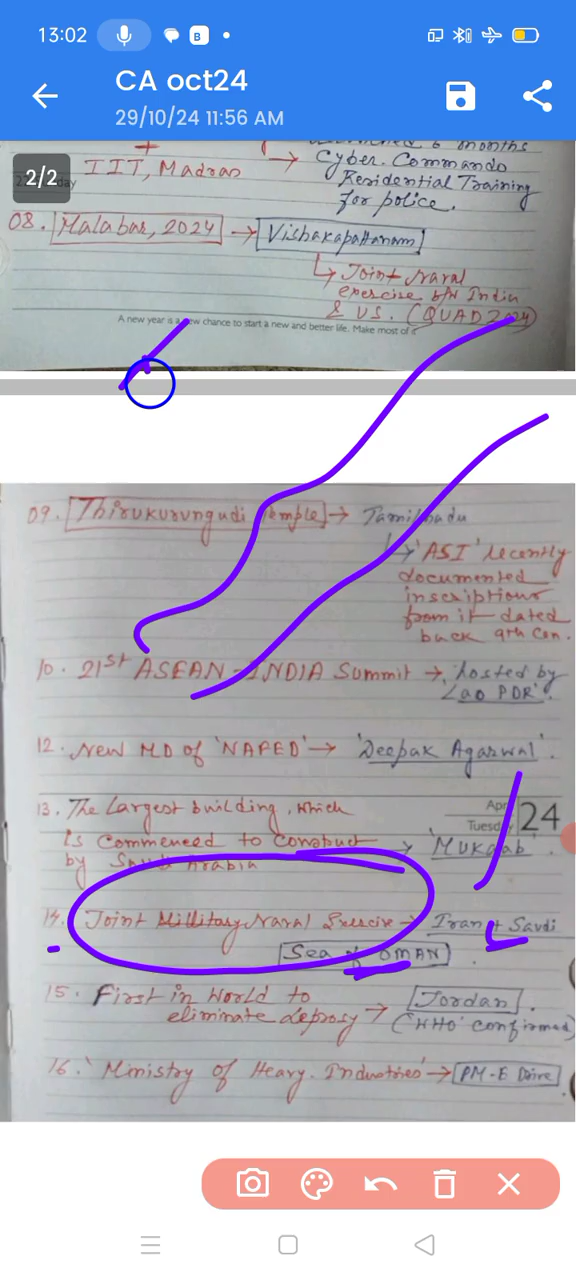 13:02
B
CA oct24
29/10/24 11:56 AM
2/2
day
months
IIT, Madras → Cyber. Commando
Residential Training
for police.
08. Malabar, 2024 → Vishakapattanam
Joint Naval
exercise b/w India
& US. (QUAD 2024)
A new year is a new chance to start a new and better life. Make most of it
09. Thirukurungudi Temple → Tamilnadu
→ 'ASI' recently
documented
inscriptions
from it dated
back 9th Cen.
10. 21st ASEAN-INDIA Summit → 'hosted by
Lao PDR'.
12. New MD of 'NAFED' → 'Deepak Agarwal'.
13. The Largest building, which
is Commenced to Construct → 'Mukaab'.
by Saudi Arabia
Apr
Tuesday
24
14. Joint Millitary Naval Exercise → Iran + Saudi
Sea of OMAN
15. First in World to → Jordan.
eliminate leprosy ('WHO' confirmed)
16. 'Ministry of Heavy Industries' → PM-E Drive